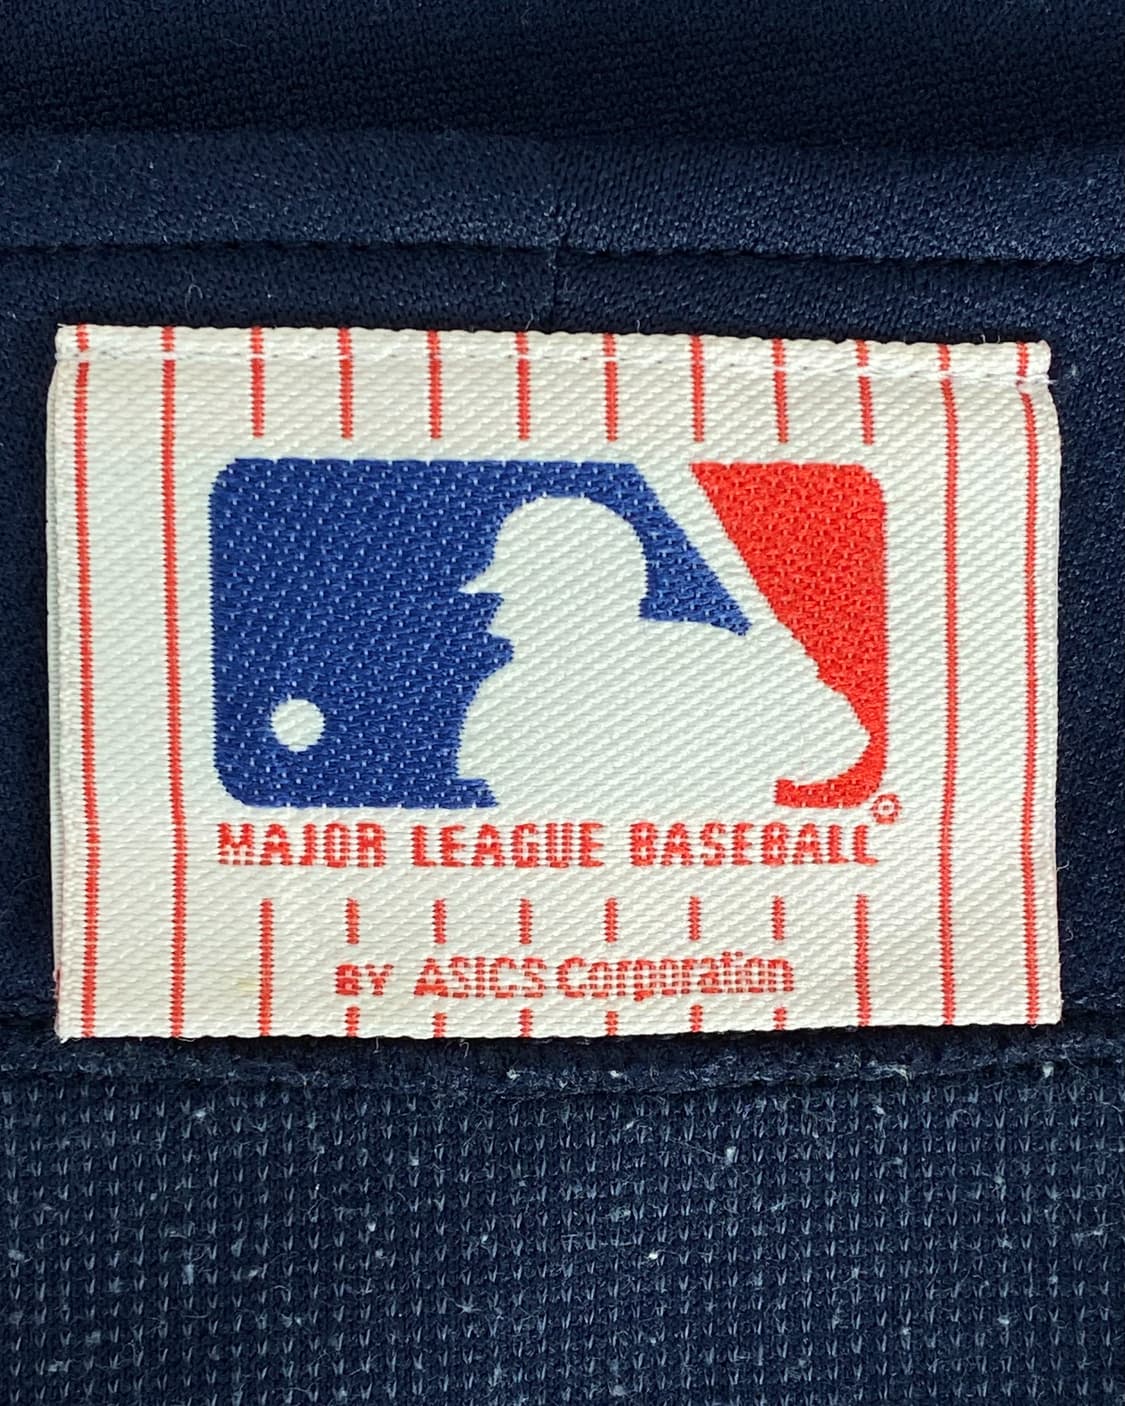 MAJOR LEAGUE BASEBALL®
BY ASICS Corporation